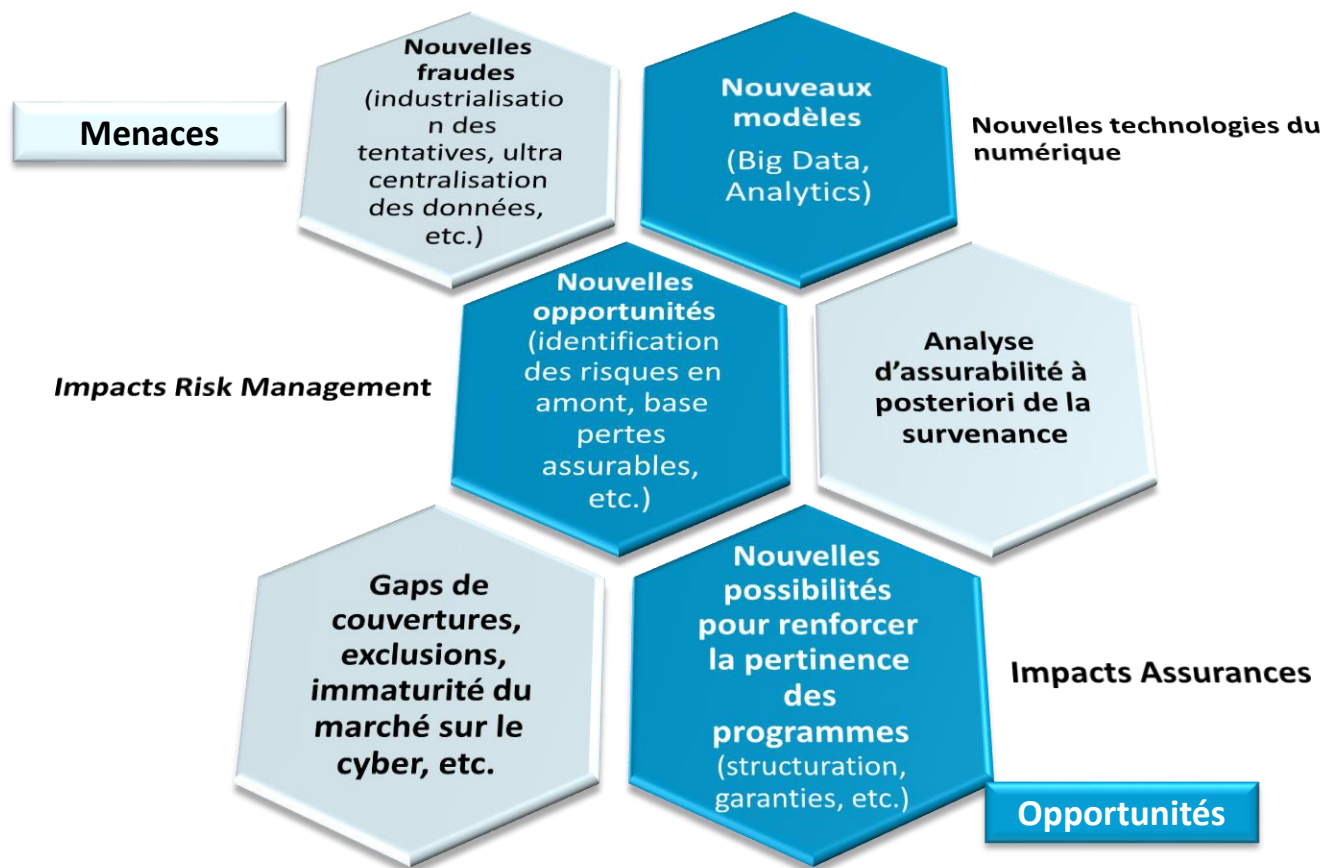 Menaces
Nouvelles
fraudes
(industrialisatio
n des
tentatives, ultra
centralisation
des données,
etc.)
Nouveaux
modèles
(Big Data,
Analytics)
Nouvelles technologies du
numérique
Impacts Risk Management
Nouvelles
opportunités
(identification
des risques en
amont, base
pertes
assurables,
etc.)
Analyse
d’assurabilité à
posteriori de la
survenance
Gaps de
couvertures,
exclusions,
immaturité du
marché sur le
cyber, etc.
Nouvelles
possibilités
pour renforcer
la pertinence
des
programmes
(structuration,
garanties, etc.)
Impacts Assurances
Opportunités